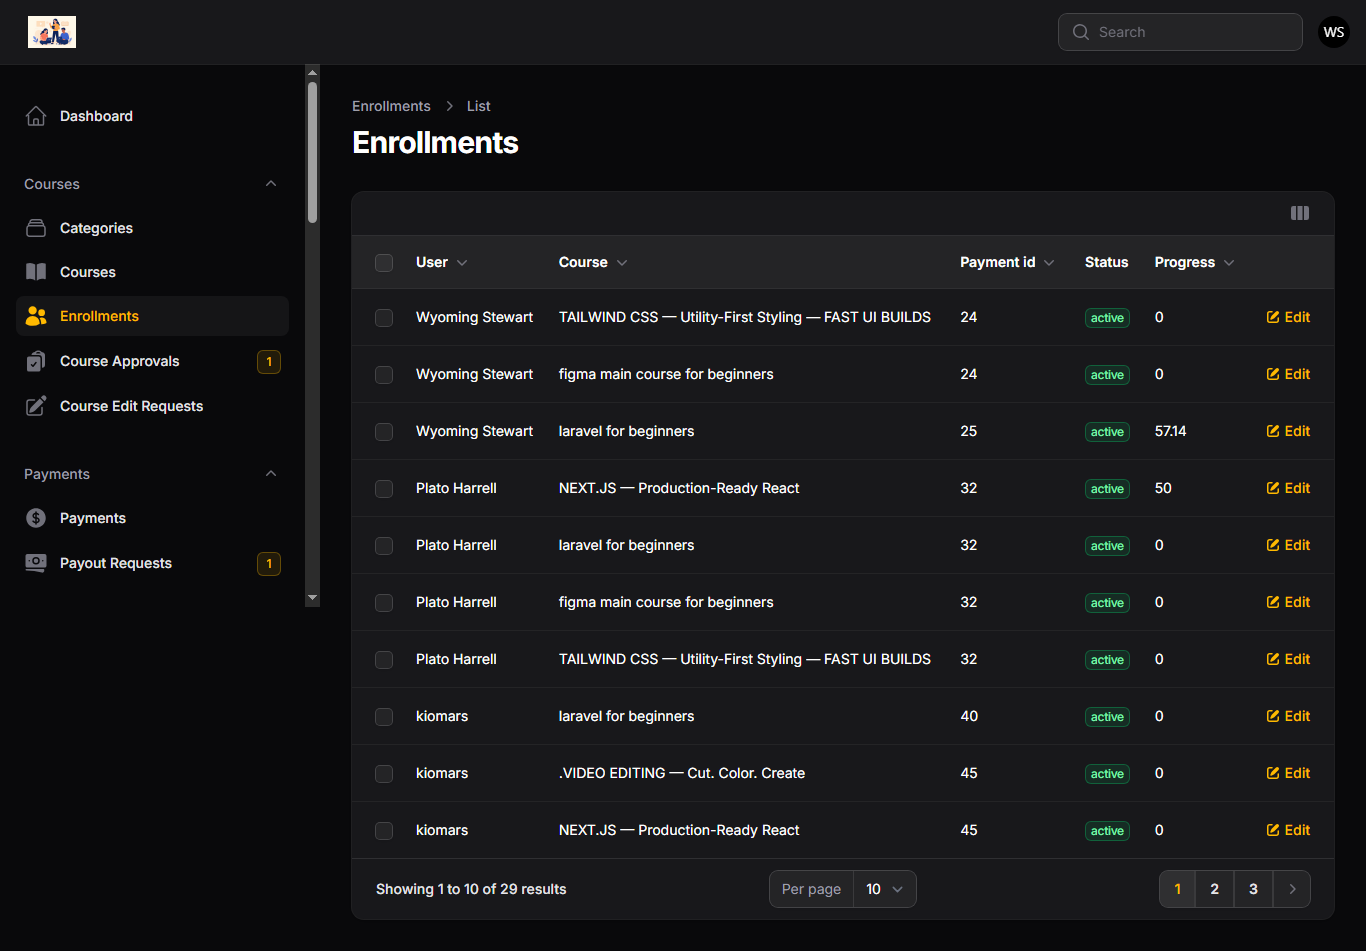 Search
WS
Dashboard
Courses
Categories
Courses
Enrollments
Course Approvals 1
Course Edit Requests
Payments
Payments
Payout Requests 1
Enrollments > List
Enrollments
User Course Payment id Status Progress
Wyoming Stewart TAILWIND CSS — Utility-First Styling — FAST UI BUILDS 24 active 0 Edit
Wyoming Stewart figma main course for beginners 24 active 0 Edit
Wyoming Stewart laravel for beginners 25 active 57.14 Edit
Plato Harrell NEXT.JS — Production-Ready React 32 active 50 Edit
Plato Harrell laravel for beginners 32 active 0 Edit
Plato Harrell figma main course for beginners 32 active 0 Edit
Plato Harrell TAILWIND CSS — Utility-First Styling — FAST UI BUILDS 32 active 0 Edit
kiomars laravel for beginners 40 active 0 Edit
kiomars .VIDEO EDITING — Cut. Color. Create 45 active 0 Edit
kiomars NEXT.JS — Production-Ready React 45 active 0 Edit
Showing 1 to 10 of 29 results Per page 10 1 2 3